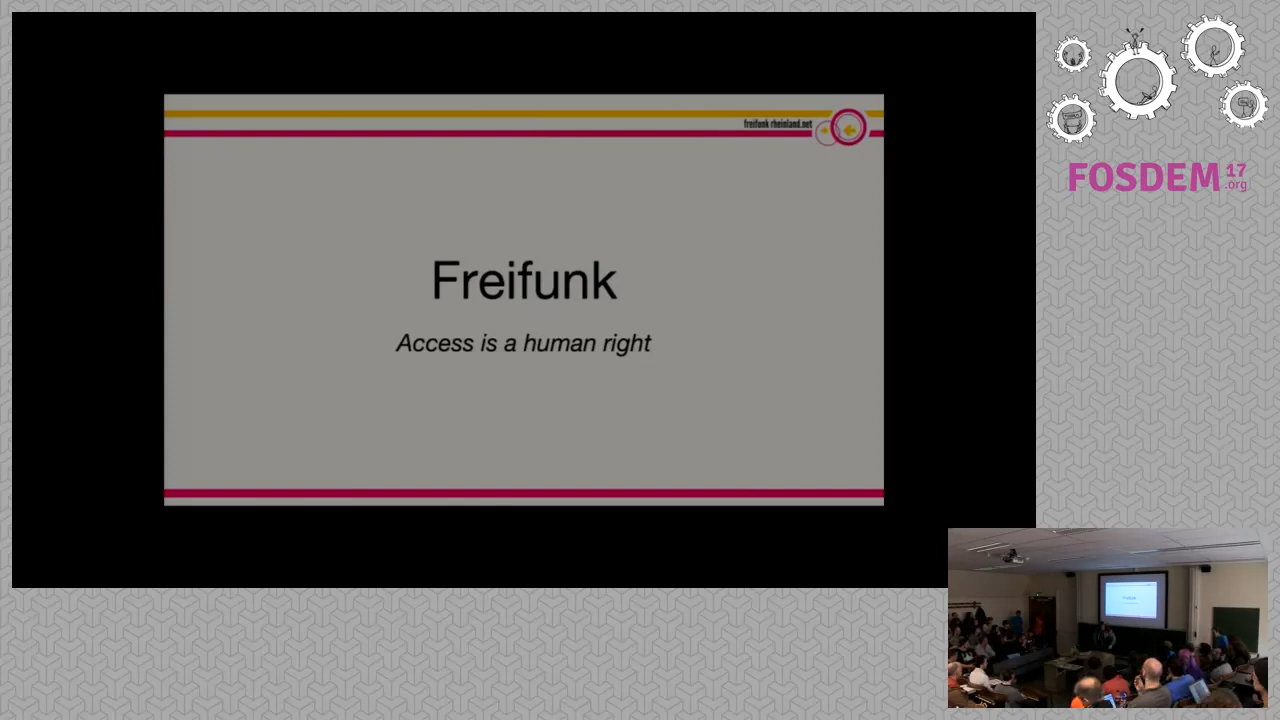 freifunk rheinland.net
Freifunk
Access is a human right
FOSDEM 17
.org